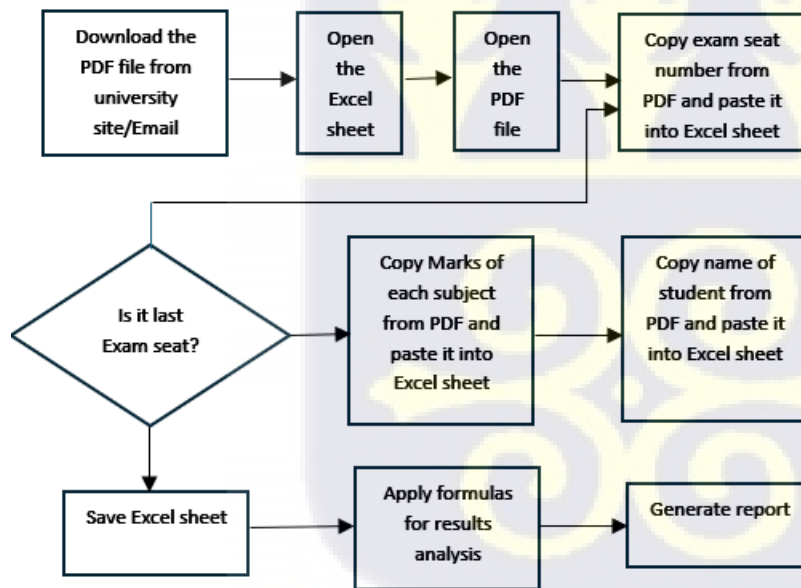 Download the
PDF file from
university
site/Email
Open
the
Excel
sheet
Open
the
PDF
file
Copy exam seat
number from
PDF and paste it
into Excel sheet
Is it last
Exam seat?
Copy Marks of
each subject
from PDF and
paste it into
Excel sheet
Copy name of
student from
PDF and paste it
into Excel sheet
Save Excel sheet
Apply formulas
for results
analysis
Generate report